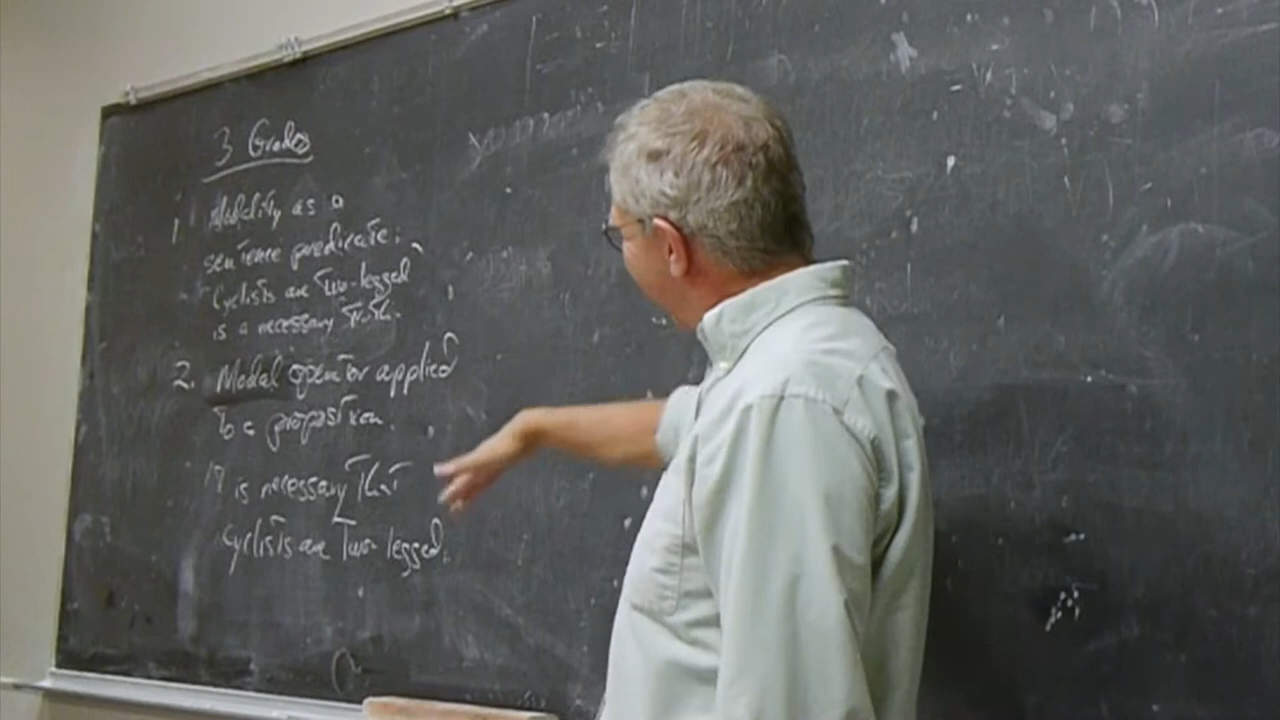 3 Grades
1. Modality as a
sentence predicate:
'Cyclists are two-legged'
is a necessary truth.
2. Modal operator applied
to a proposition.
It is necessary that
cyclists are two-legged.